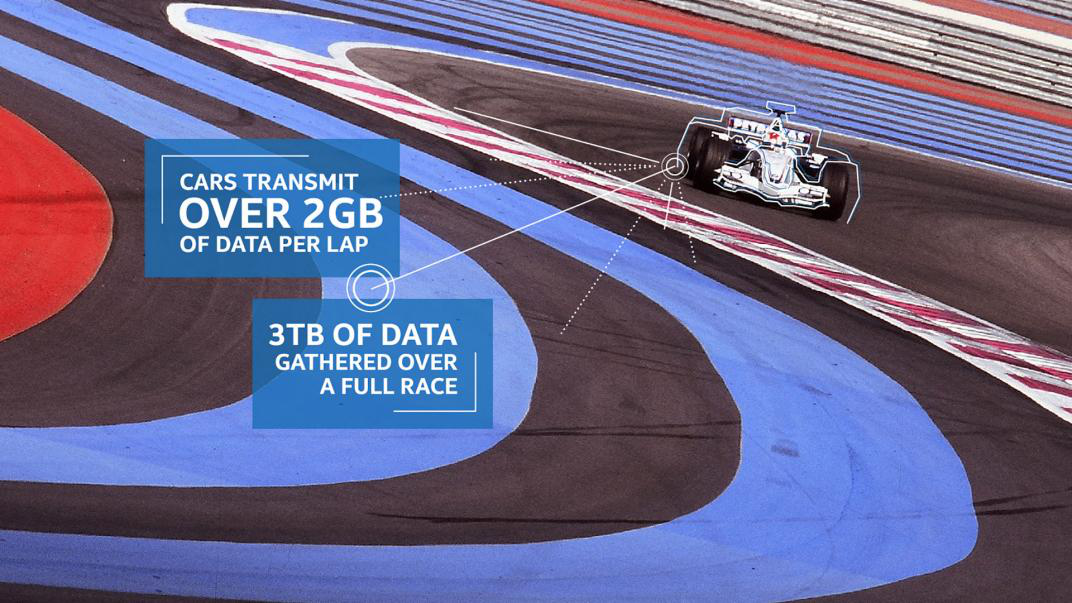 CARS TRANSMIT
OVER 2GB
OF DATA PER LAP
3TB OF DATA
GATHERED OVER
A FULL RACE